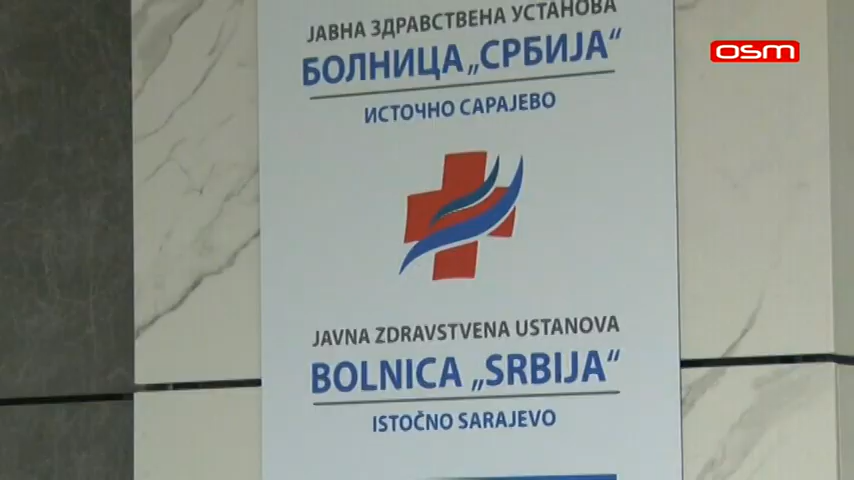 ЈАВНА ЗДРАВСТВЕНА УСТАНОВА
БОЛНИЦА „СРБИЈА“
ИСТОЧНО САРАЈЕВО
JAVNA ZDRAVSTVENA USTANOVA
BOLNICA „SRBIJA“
ISTOČNO SARAJEVO
OSM